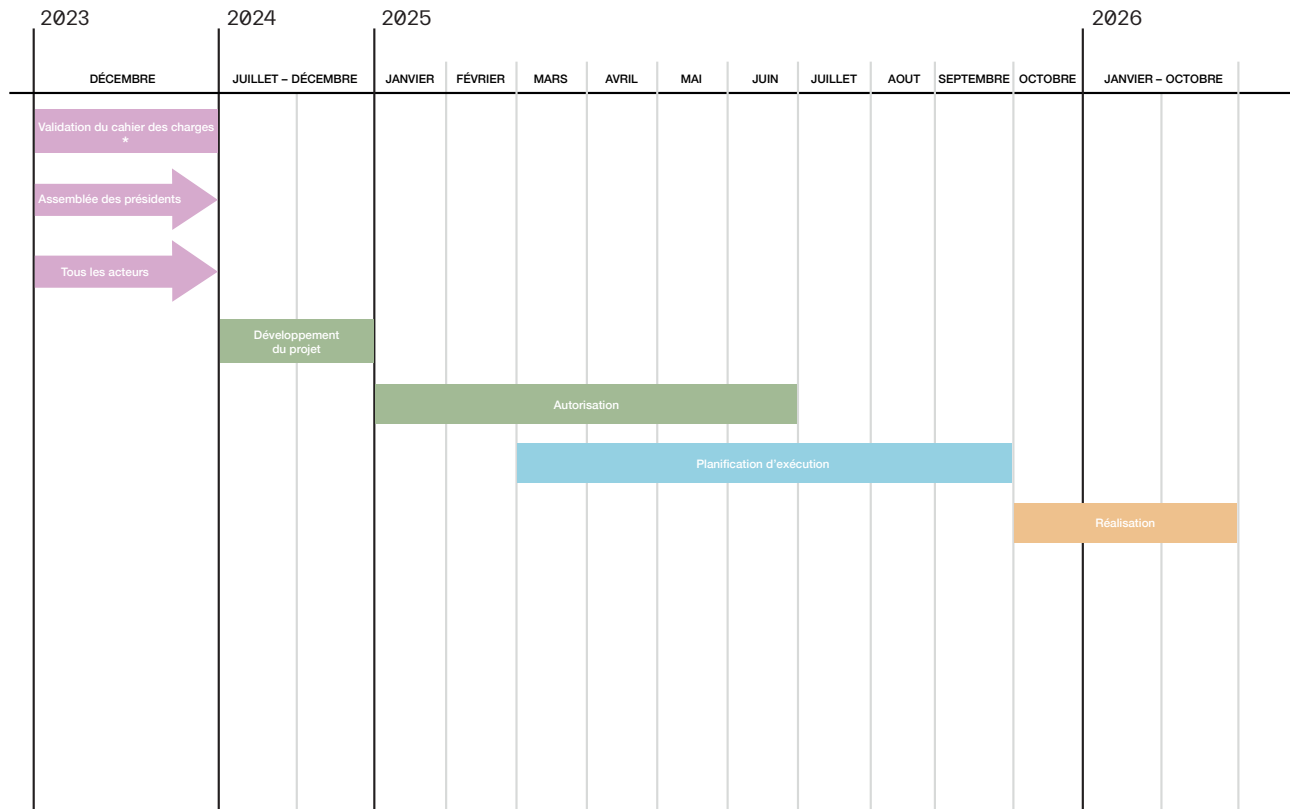 2023
2024
2025
2026
DÉCEMBRE
JUILLET – DÉCEMBRE
JANVIER
FÉVRIER
MARS
AVRIL
MAI
JUIN
JUILLET
AOUT
SEPTEMBRE
OCTOBRE
JANVIER – OCTOBRE
Validation du cahier des charges
*
Assemblée des présidents
Tous les acteurs
Développement
du projet
Autorisation
Planification d'exécution
Réalisation